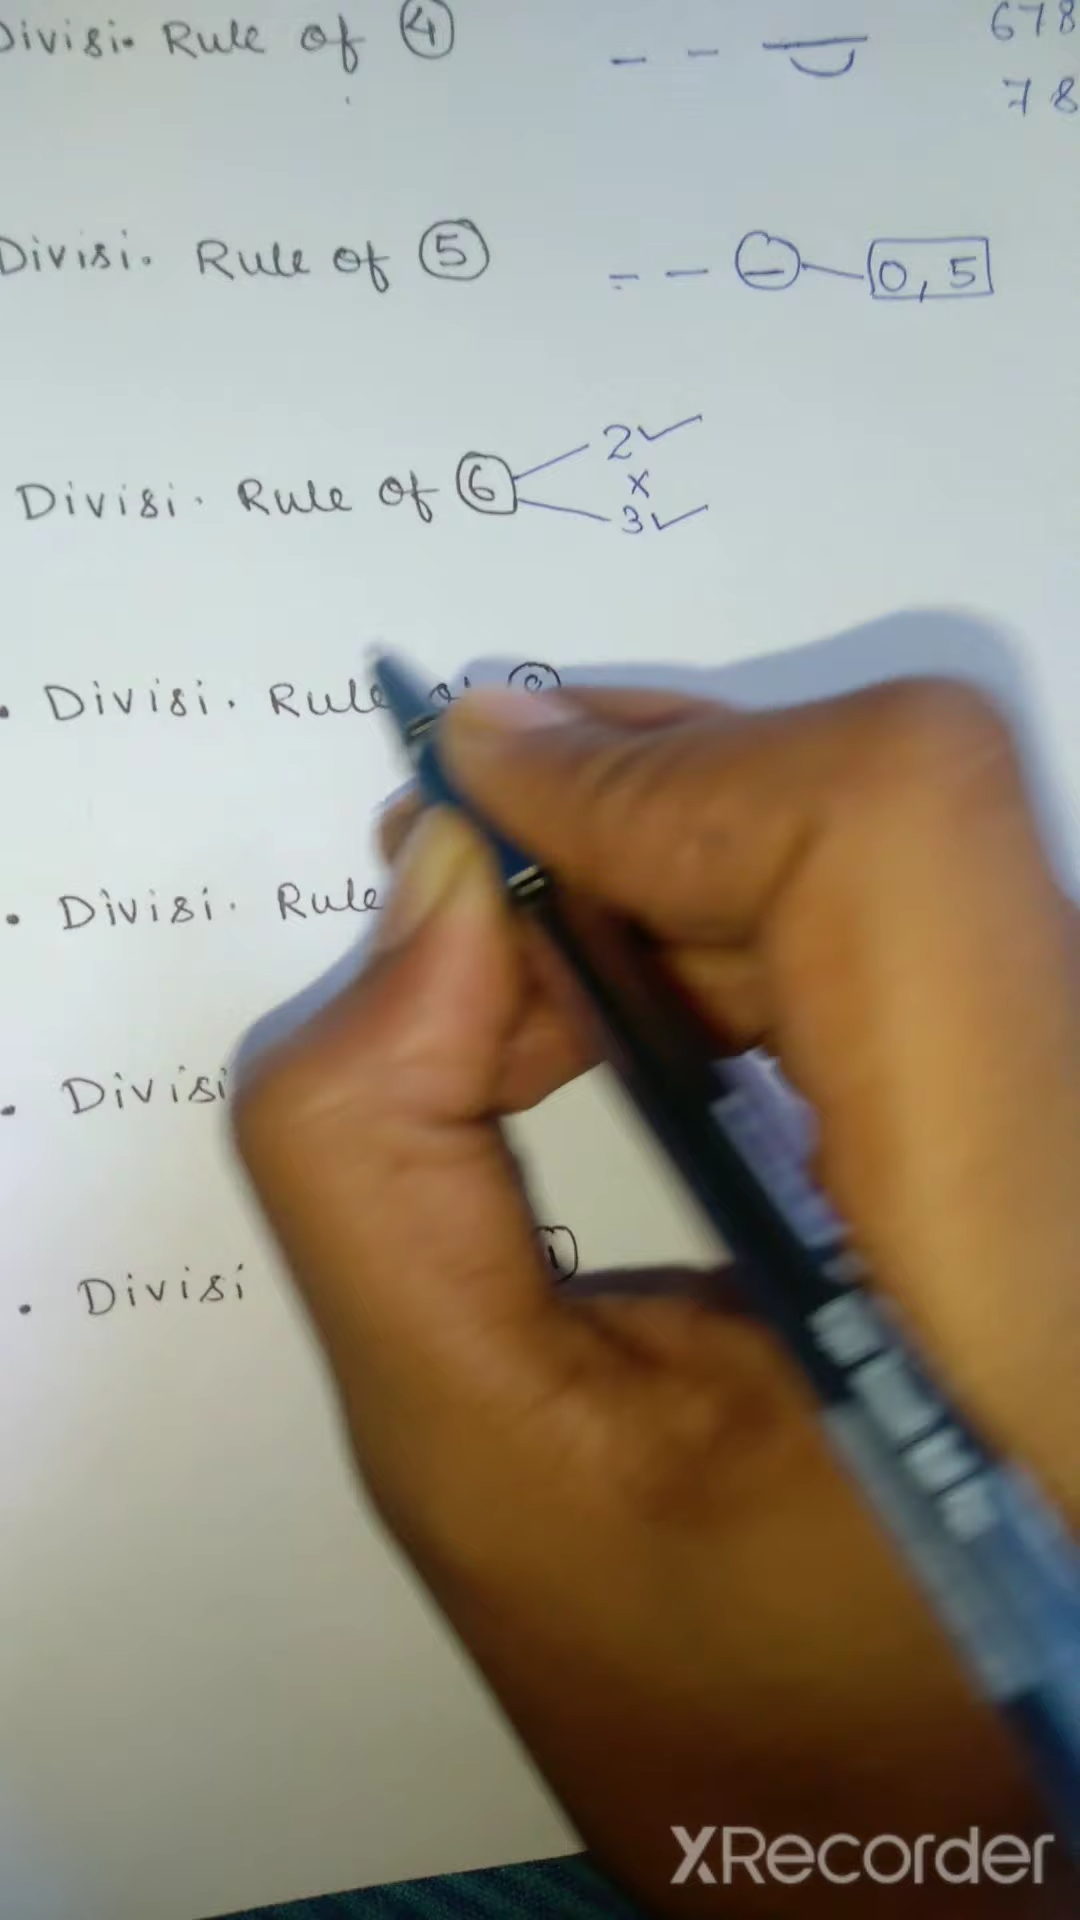 Divisi. Rule of 4 678
78
Divisi. Rule of 5 0, 5
2
Divisi. Rule of 6 x
3
. Divisi. Rule
. Divisi. Rule
. Divisi
. Divisi
XRecorder